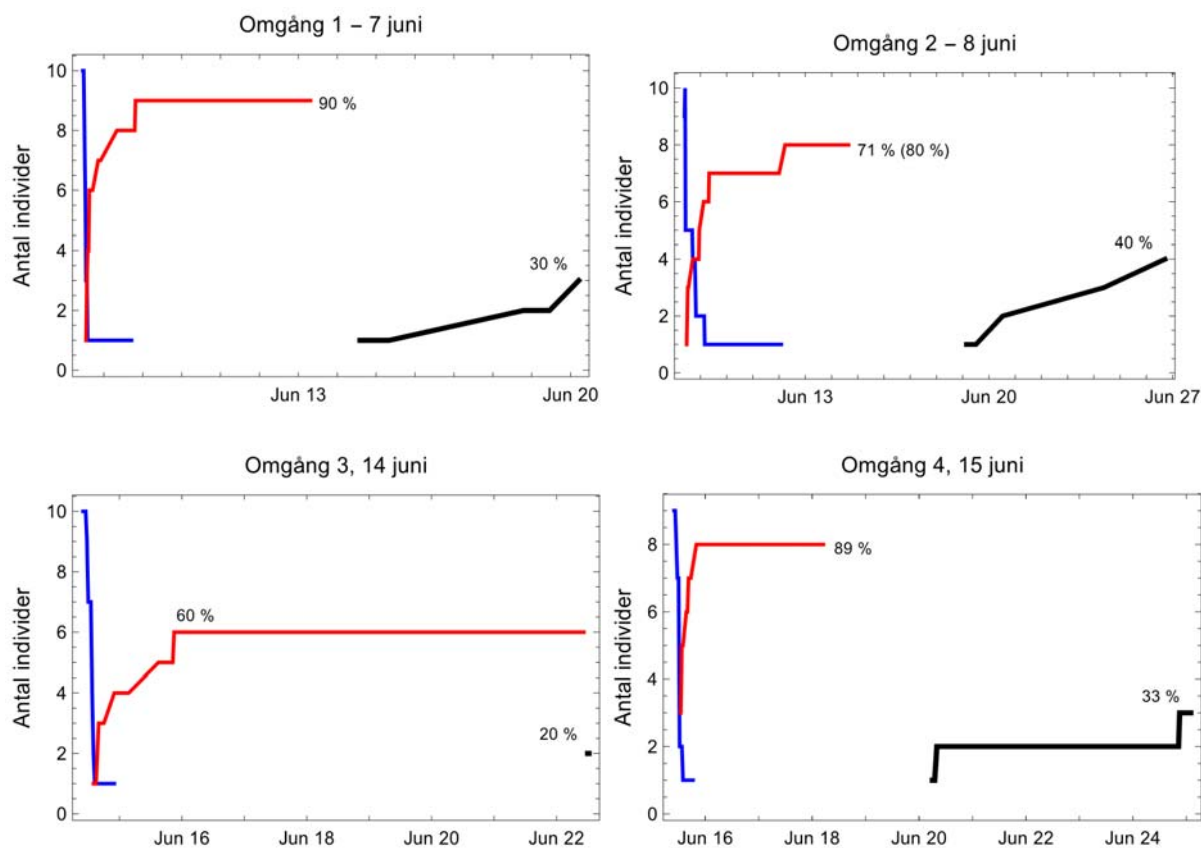 Omgång 1 – 7 juni
Antal individer
10
8
6
4
2
0
90 %
30 %
Jun 13
Jun 20
Omgång 2 – 8 juni
Antal individer
10
8
6
4
2
0
71 % (80 %)
40 %
Jun 13
Jun 20
Jun 27
Omgång 3, 14 juni
Antal individer
10
8
6
4
2
0
60 %
20 %
Jun 16
Jun 18
Jun 20
Jun 22
Omgång 4, 15 juni
Antal individer
8
6
4
2
0
89 %
33 %
Jun 16
Jun 18
Jun 20
Jun 22
Jun 24